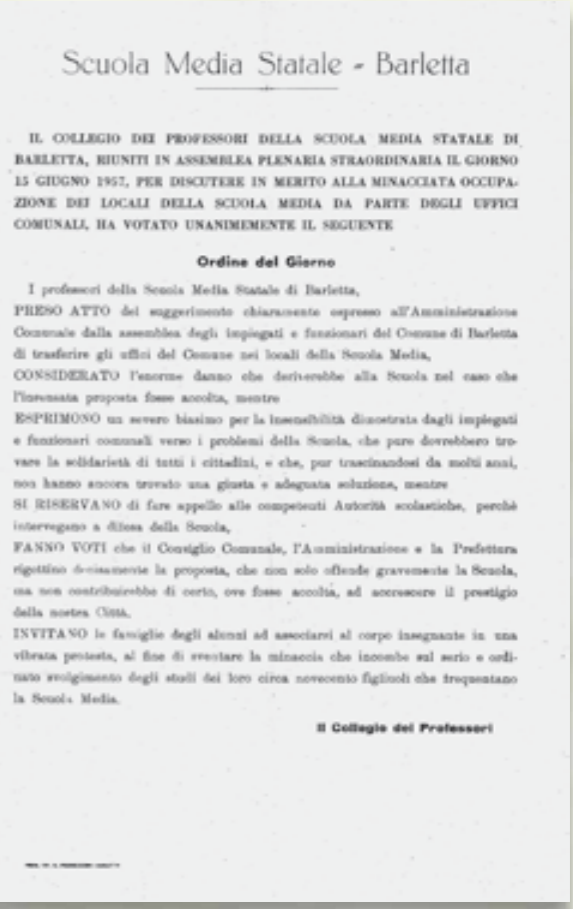 Scuola Media Statale - Barletta
IL COLLEGIO DEI PROFESSORI DELLA SCUOLA MEDIA STATALE DI
BARLETTA, RIUNITI IN ASSEMBLEA PLENARIA STRAORDINARIA IL GIORNO
15 GIUGNO 1957, PER DISCUTERE IN MERITO ALLA MINACCIATA OCCUPA-
ZIONE DEI LOCALI DELLA SCUOLA MEDIA DA PARTE DEGLI UFFICI
COMUNALI, HA VOTATO UNANIMEMENTE IL SEGUENTE
Ordine del Giorno
I professori della Scuola Media Statale di Barletta,
PRESO ATTO del suggerimento chiaramente espresso all'Amministrazione
Comunale dalla assemblea degli impiegati e funzionari del Comune di Barletta
di trasferire gli uffici del Comune nei locali della Scuola Media,
CONSIDERATO l'enorme danno che deriverebbe alla Scuola nel caso che
l'insensata proposta fosse accolta, mentre
ESPRIMONO un severo biasimo per la insensibilità dimostrata dagli impiegati
e funzionari comunali verso i problemi della Scuola, che pure dovrebbero tro-
vare la solidarietà di tutti i cittadini, e che, pur trascinandosi da molti anni,
non hanno ancora trovato una giusta e adeguata soluzione, mentre
SI RISERVANO di fare appello alle competenti Autorità scolastiche, perchè
intervengano a difesa della Scuola,
FANNO VOTI che il Consiglio Comunale, l'Amministrazione e la Prefettura
rigettino decisamente la proposta, che non solo offende gravemente la Scuola,
ma non contribuirebbe di certo, ove fosse accolta, ad accrescere il prestigio
della nostra Città.
INVITANO le famiglie degli alunni ad associarsi al corpo insegnante in una
vibrata protesta, al fine di sventare la minaccia che incombe sul serio e ordi-
nato svolgimento degli studi dei loro circa novecento figliuoli che frequentano
la Scuola Media.
Il Collegio dei Professori